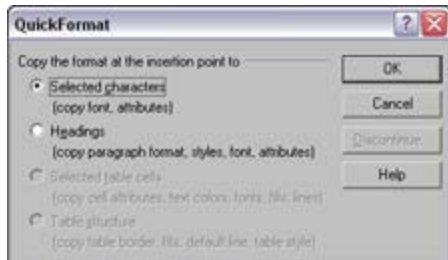 QuickFormat
Copy the format at the insertion point to
Selected characters
(copy font, attributes)
Headings
(copy paragraph format, styles, font, attributes)
Selected table cells
(copy cell attributes, text colors, fonts, fills, lines)
Table structure
(copy table border, fills, default line, table style)
OK
Cancel
Discontinue
Help